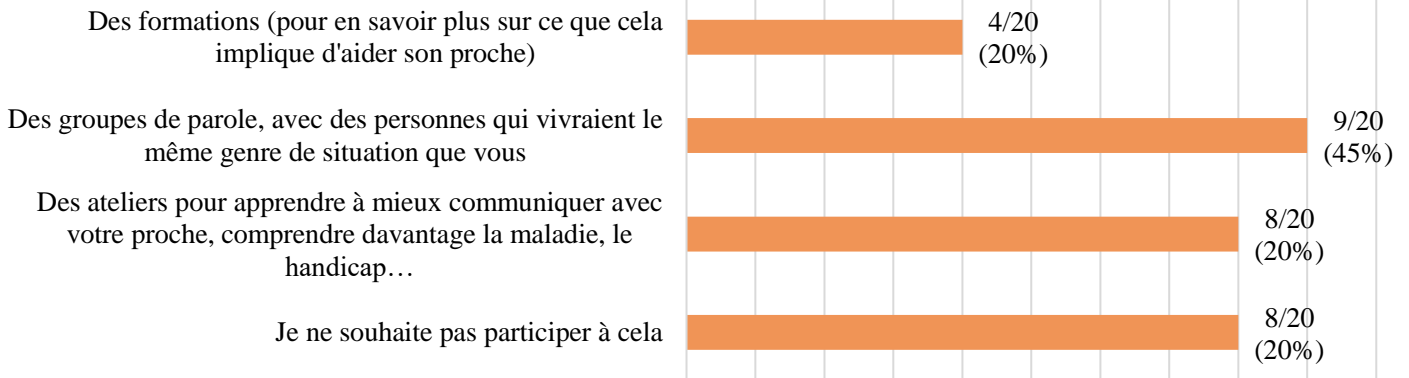 Des formations (pour en savoir plus sur ce que cela
implique d'aider son proche)
4/20
(20%)
Des groupes de parole, avec des personnes qui vivraient le
même genre de situation que vous
9/20
(45%)
Des ateliers pour apprendre à mieux communiquer avec
votre proche, comprendre davantage la maladie, le
handicap…
8/20
(20%)
Je ne souhaite pas participer à cela
8/20
(20%)